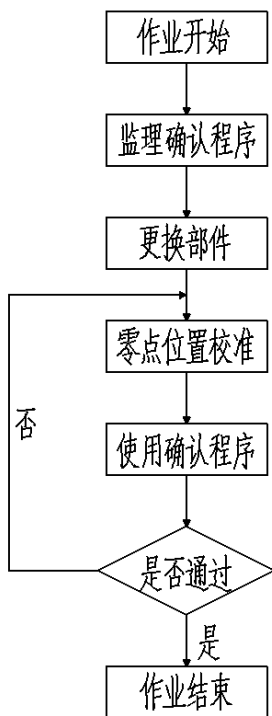 作业开始
监理确认程序
更换部件
零点位置校准
否
使用确认程序
是否通过
是
作业结束